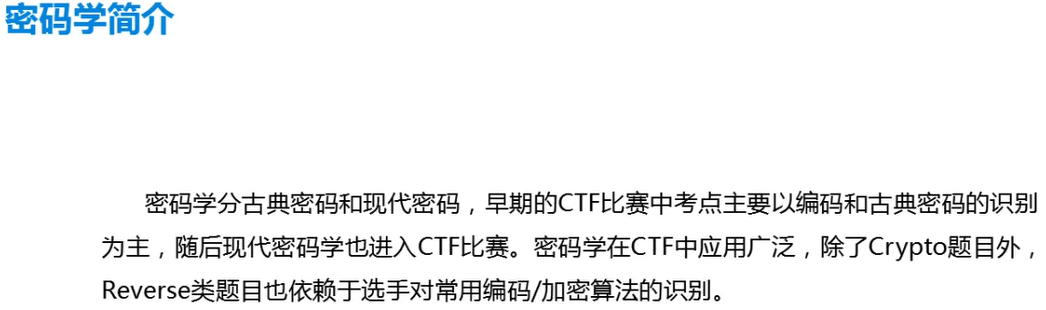 密码学简介
密码学分古典密码和现代密码，早期的CTF比赛中考点主要以编码和古典密码的识别
为主，随后现代密码学也进入CTF比赛。密码学在CTF中应用广泛，除了Crypto题目外，
Reverse类题目也依赖于选手对常用编码/加密算法的识别。